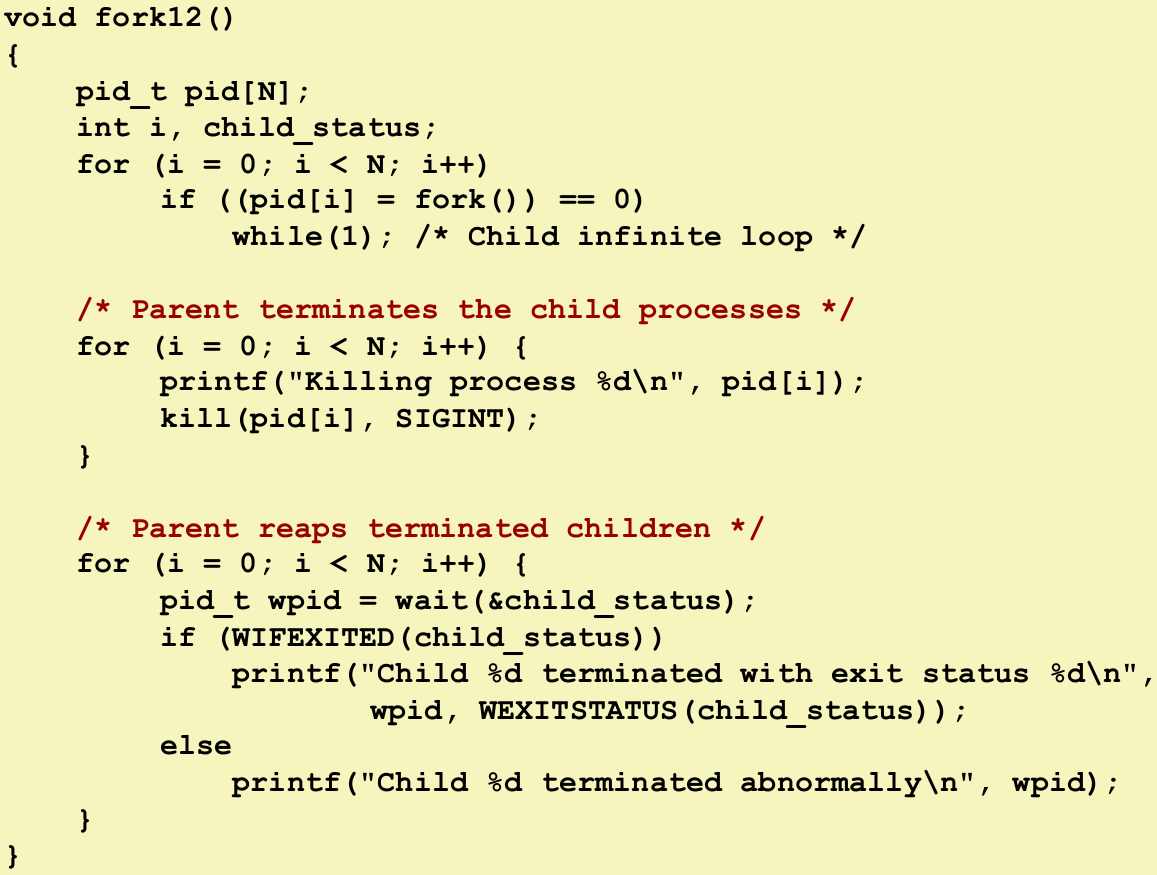 void fork12()
{
    pid_t pid[N];
    int i, child_status;
    for (i = 0; i < N; i++)
        if ((pid[i] = fork()) == 0)
            while(1); /* Child infinite loop */

    /* Parent terminates the child processes */
    for (i = 0; i < N; i++) {
        printf("Killing process %d\n", pid[i]);
        kill(pid[i], SIGINT);
    }

    /* Parent reaps terminated children */
    for (i = 0; i < N; i++) {
        pid_t wpid = wait(&child_status);
        if (WIFEXITED(child_status))
            printf("Child %d terminated with exit status %d\n",
                    wpid, WEXITSTATUS(child_status));
        else
            printf("Child %d terminated abnormally\n", wpid);
    }
}